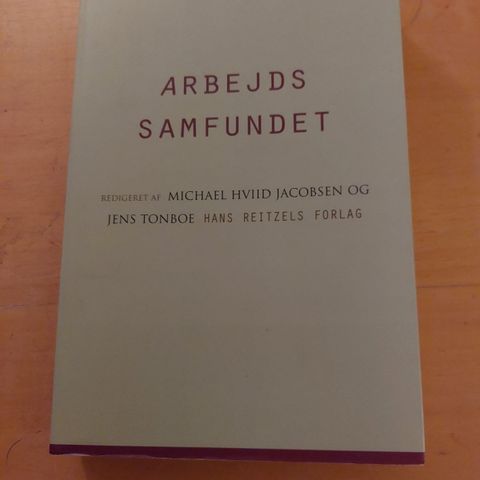 ARBEJDS
SAMFUNDET
REDIGERET AF MICHAEL HVIID JACOBSEN OG
JENS TONBOE HANS REITZELS FORLAG